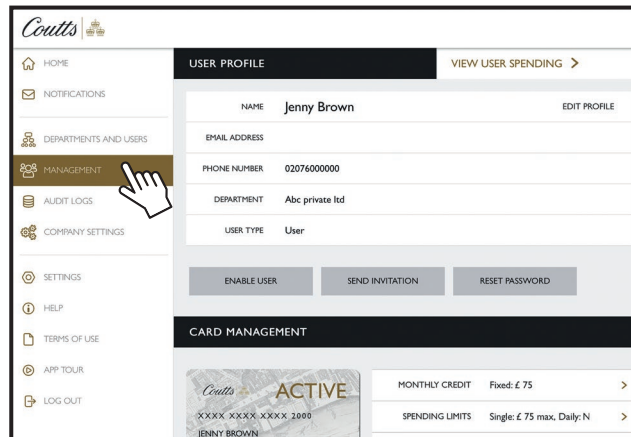 Coutts
HOME
NOTIFICATIONS
DEPARTMENTS AND USERS
MANAGEMENT
AUDIT LOGS
COMPANY SETTINGS
SETTINGS
HELP
TERMS OF USE
APP TOUR
LOG OUT
USER PROFILE
VIEW USER SPENDING
NAME Jenny Brown EDIT PROFILE
EMAIL ADDRESS
PHONE NUMBER 02076000000
DEPARTMENT Abc private ltd
USER TYPE User
ENABLE USER SEND INVITATION RESET PASSWORD
CARD MANAGEMENT
Coutts ACTIVE
XXXX XXXX XXXX 2000
JENNY BROWN
MONTHLY CREDIT Fixed: £ 75
SPENDING LIMITS Single: £ 75 max, Daily: N